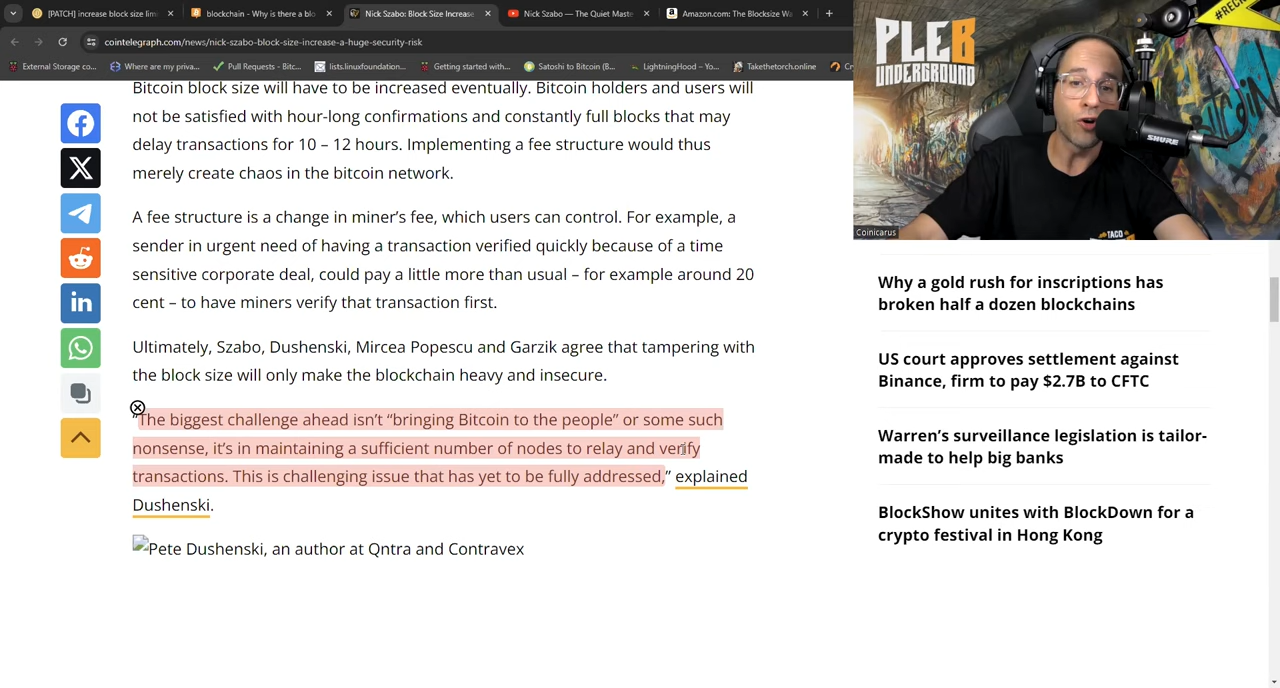 [PATCH] increase block size lim
blockchain - Why is there a blo
Nick Szabo: Block Size Increase
Nick Szabo — The Quiet Maste
Amazon.com: The Blocksize Wa
cointelegraph.com/news/nick-szabo-block-size-increase-a-huge-security-risk
External Storage co...
Where are my priva...
Pull Requests · Bitc...
lists.linuxfoundation...
Getting started with...
Satoshi to Bitcoin (B...
LightningHood – Yo...
Takethetorch.online
Cr
Bitcoin block size will have to be increased eventually. Bitcoin holders and users will
not be satisfied with hour-long confirmations and constantly full blocks that may
delay transactions for 10 – 12 hours. Implementing a fee structure would thus
merely create chaos in the bitcoin network.
A fee structure is a change in miner’s fee, which users can control. For example, a
sender in urgent need of having a transaction verified quickly because of a time
sensitive corporate deal, could pay a little more than usual – for example around 20
cent – to have miners verify that transaction first.
Ultimately, Szabo, Dushenski, Mircea Popescu and Garzik agree that tampering with
the block size will only make the blockchain heavy and insecure.
“The biggest challenge ahead isn’t “bringing Bitcoin to the people” or some such
nonsense, it’s in maintaining a sufficient number of nodes to relay and verify
transactions. This is challenging issue that has yet to be fully addressed,” explained
Dushenski.
Pete Dushenski, an author at Qntra and Contravex
PLEB
UNDERGROUND
SHURE
TACO
Coinicarus
Why a gold rush for inscriptions has
broken half a dozen blockchains
US court approves settlement against
Binance, firm to pay $2.7B to CFTC
Warren’s surveillance legislation is tailor-
made to help big banks
BlockShow unites with BlockDown for a
crypto festival in Hong Kong